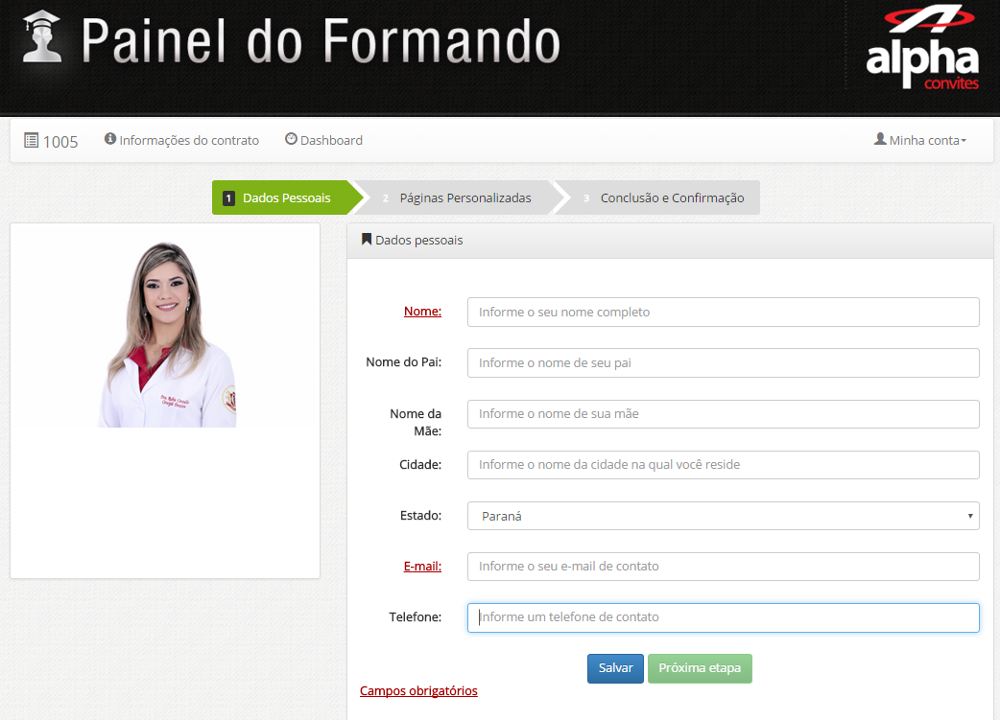 Painel do Formando
alpha
convites
1005
Informações do contrato
Dashboard
Minha conta
1 Dados Pessoais
2 Páginas Personalizadas
3 Conclusão e Confirmação
Dados pessoais
Nome:
Informe o seu nome completo
Nome do Pai:
Informe o nome de seu pai
Nome da
Mãe:
Informe o nome de sua mãe
Cidade:
Informe o nome da cidade na qual você reside
Estado:
Paraná
E-mail:
Informe o seu e-mail de contato
Telefone:
Informe um telefone de contato
Salvar
Próxima etapa
Campos obrigatórios